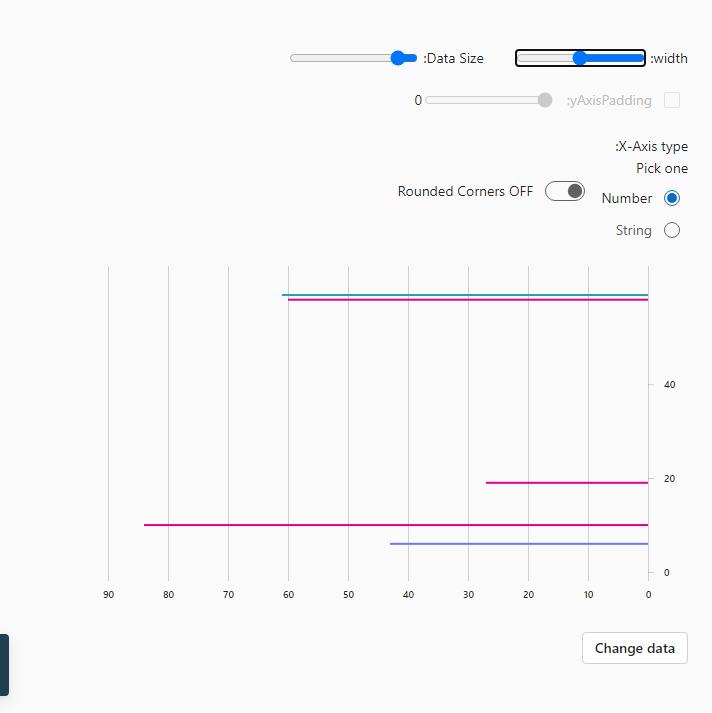 :width
:Data Size
:yAxisPadding
0
:X-Axis type
Pick one
Number
Rounded Corners OFF
String
40
20
0
90 80 70 60 50 40 30 20 10 0
Change data